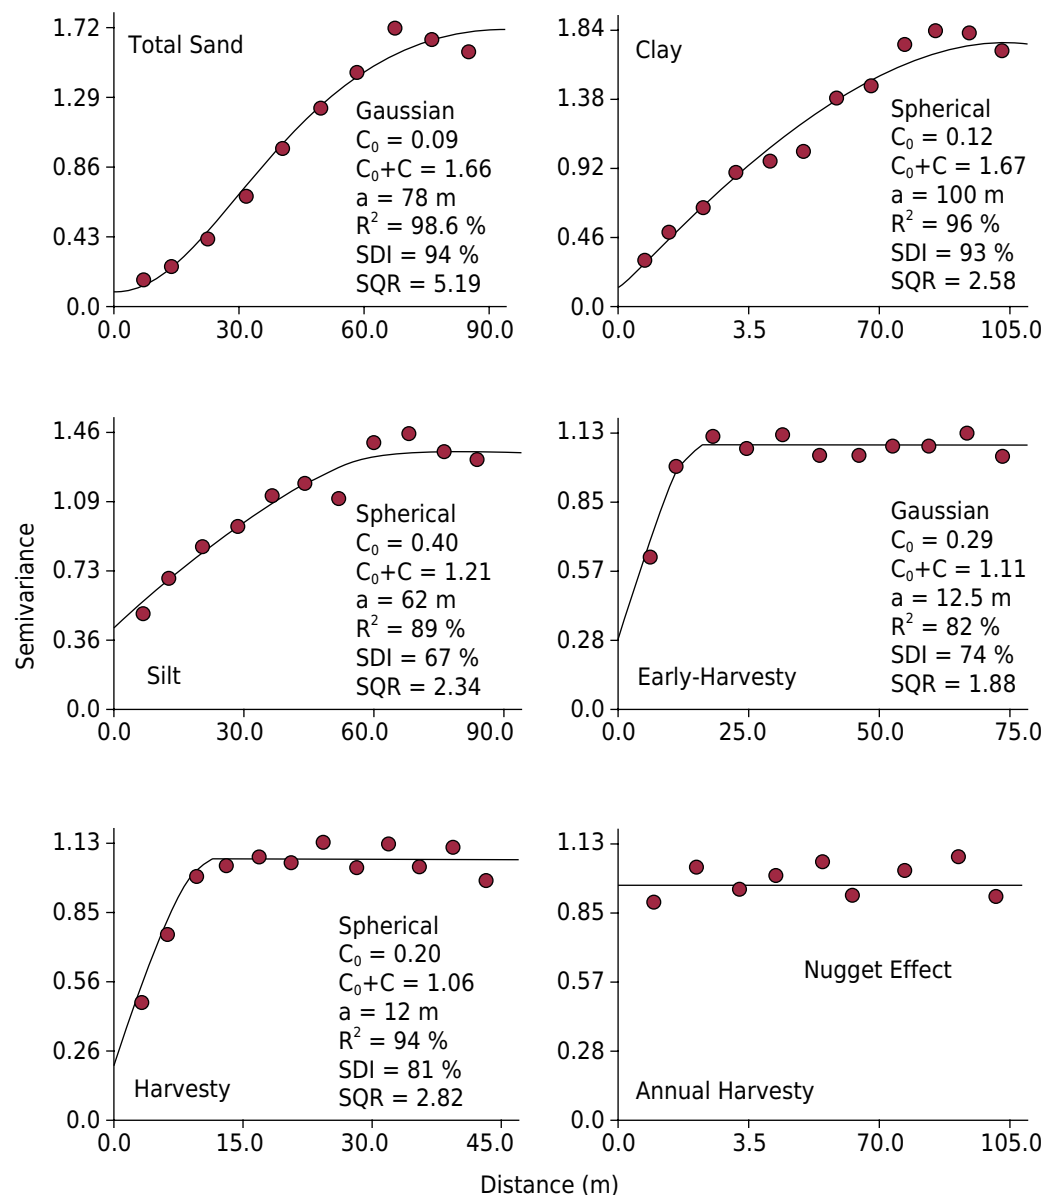 Total Sand
1.72
1.29
0.86
0.43
0.0
0.0 30.0 60.0 90.0
Gaussian
C₀ = 0.09
C₀+C = 1.66
a = 78 m
R² = 98.6 %
SDI = 94 %
SQR = 5.19
Clay
1.84
1.38
0.92
0.46
0.0
0.0 3.5 70.0 105.0
Spherical
C₀ = 0.12
C₀+C = 1.67
a = 100 m
R² = 96 %
SDI = 93 %
SQR = 2.58
Semivariance
1.46
1.09
0.73
0.36
0.0
0.0 30.0 60.0 90.0
Spherical
C₀ = 0.40
C₀+C = 1.21
a = 62 m
R² = 89 %
SDI = 67 %
SQR = 2.34
Silt
1.13
0.85
0.57
0.28
0.0
0.0 25.0 50.0 75.0
Gaussian
C₀ = 0.29
C₀+C = 1.11
a = 12.5 m
R² = 82 %
SDI = 74 %
SQR = 1.88
Early-Harvesty
1.13
0.85
0.56
0.26
0.0
0.0 15.0 30.0 45.0
Spherical
C₀ = 0.20
C₀+C = 1.06
a = 12 m
R² = 94 %
SDI = 81 %
SQR = 2.82
Harvesty
1.13
0.85
0.57
0.28
0.0
0.0 3.5 70.0 105.0
Nugget Effect
Annual Harvesty
Distance (m)